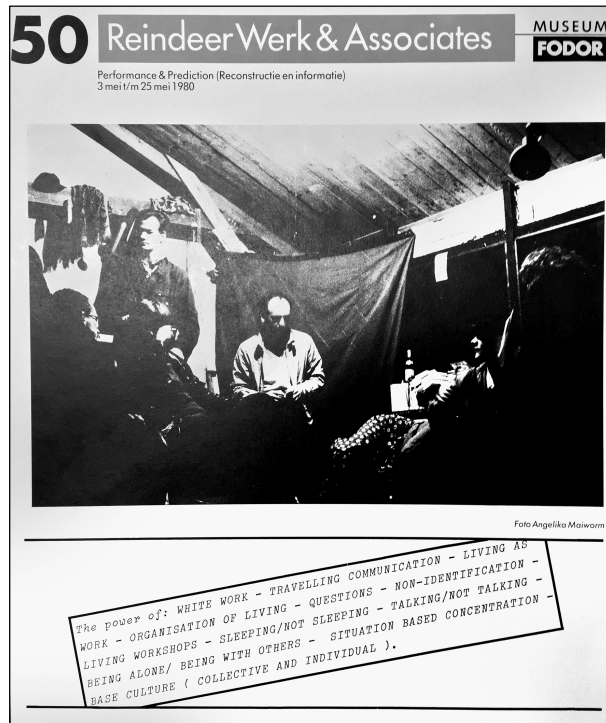 50 Reindeer Werk & Associates
MUSEUM
FODOR
Performance & Prediction (Reconstructie en informatie)
3 mei t/m 25 mei 1980
Foto Angelika Maiworm
The power of: WHITE WORK - TRAVELLING COMMUNICATION - LIVING AS
WORK - ORGANISATION OF LIVING - QUESTIONS - NON-IDENTIFICATION -
LIVING WORKSHOPS - SLEEPING/NOT SLEEPING - TALKING/NOT TALKING -
BEING ALONE/ BEING WITH OTHERS - SITUATION BASED CONCENTRATION -
BASE CULTURE ( COLLECTIVE AND INDIVIDUAL ).